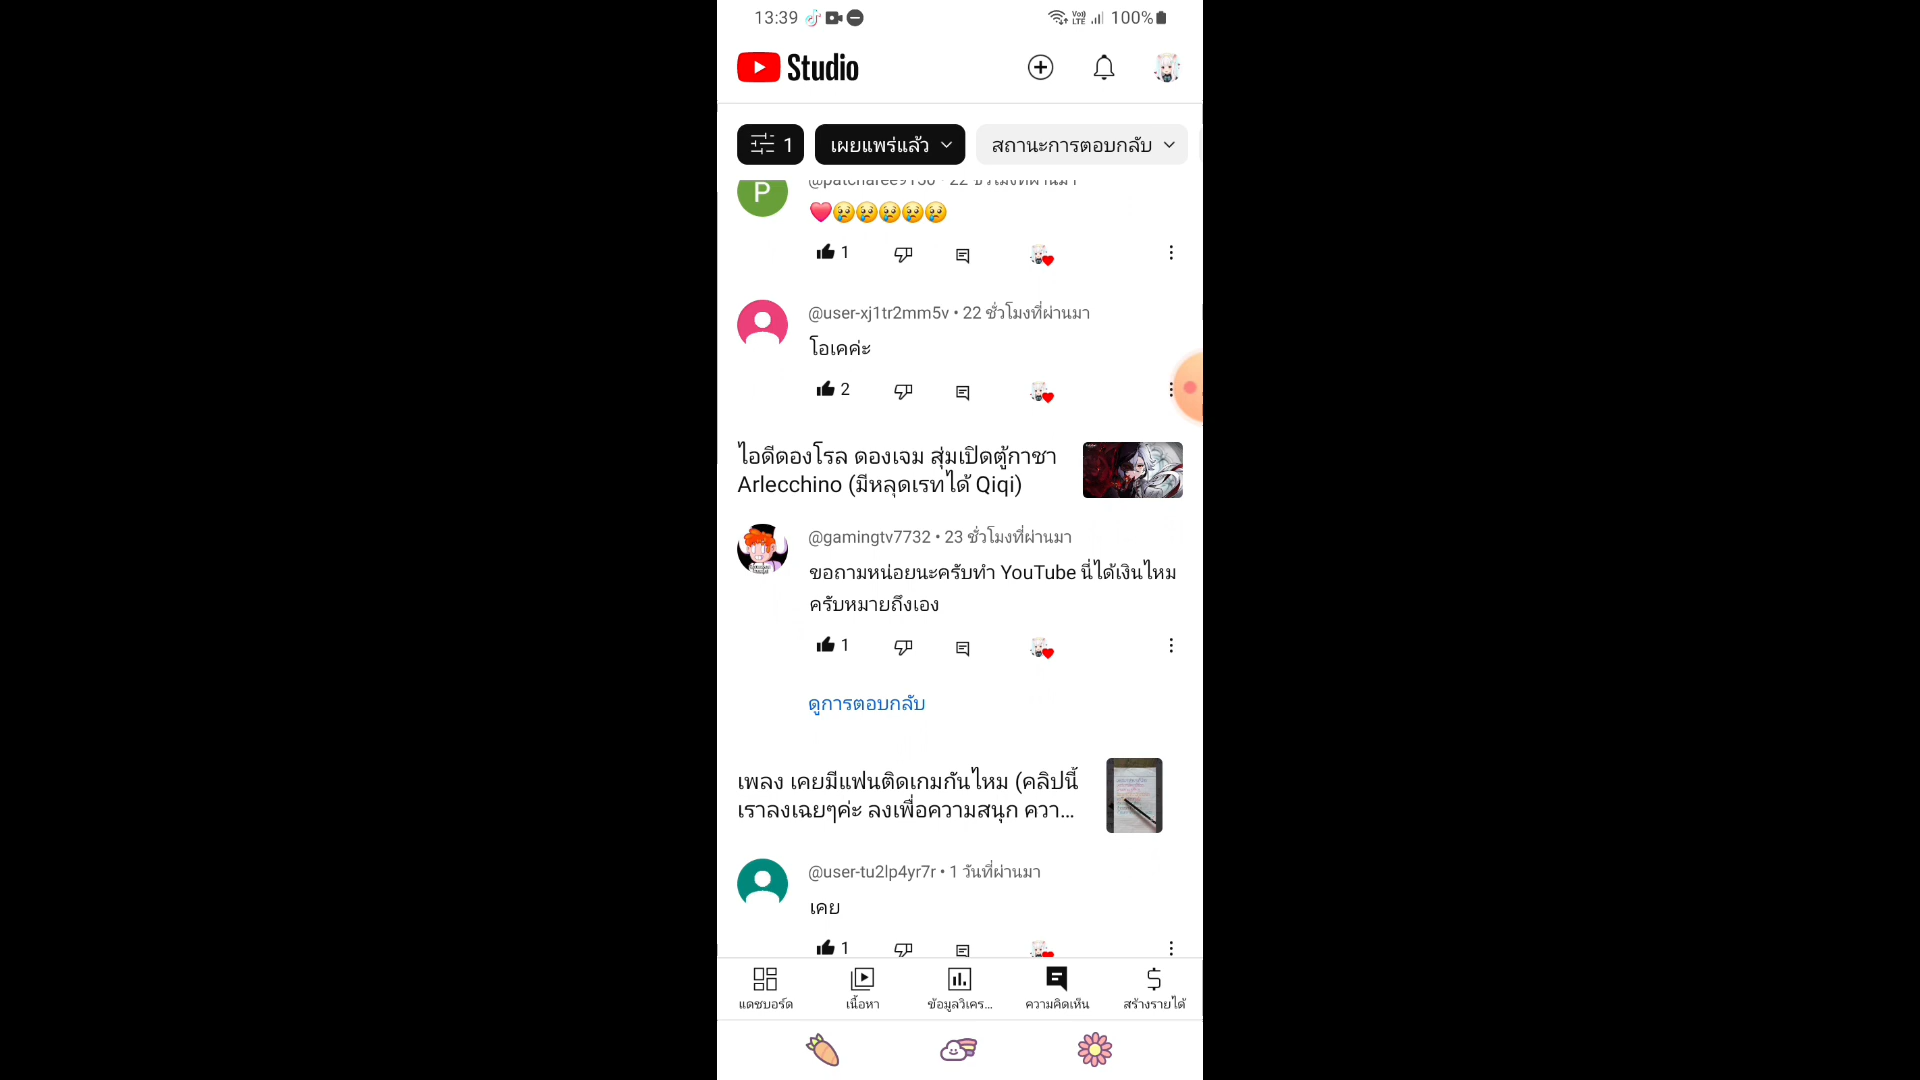 13:39
100%
Studio
1 เผยแพร่แล้ว สถานะการตอบกลับ
P @patcharee9156 • 22 ชั่วโมงที่ผ่านมา
❤️😢😢😢😢😢
1
@user-xj1tr2mm5v • 22 ชั่วโมงที่ผ่านมา
โอเคค่ะ
2
ไอดีดองโรล ดองเจม สุ่มเปิดตู้กาชา
Arlecchino (มีหลุดเรทได้ Qiqi)
@gamingtv7732 • 23 ชั่วโมงที่ผ่านมา
ขอถามหน่อยนะครับทำ YouTube นี่ได้เงินไหม
ครับหมายถึงเอง
1
ดูการตอบกลับ
เพลง เคยมีแฟนติดเกมกันไหม (คลิปนี้
เราลงเฉยๆค่ะ ลงเพื่อความสนุก ควา...
@user-tu2lp4yr7r • 1 วันที่ผ่านมา
เคย
1
แดชบอร์ด เนื้อหา ข้อมูลวิเคร... ความคิดเห็น สร้างรายได้